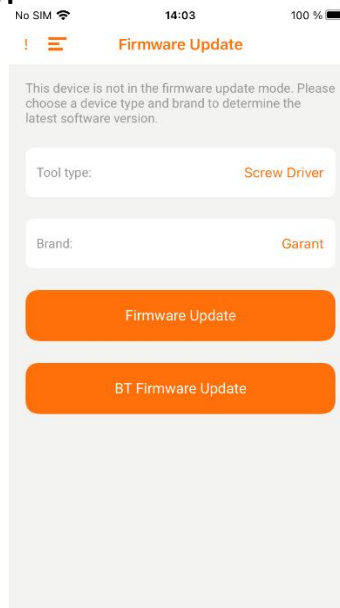 No SIM 14:03 100 %
! Firmware Update
This device is not in the firmware update mode. Please
choose a device type and brand to determine the
latest software version.
Tool type: Screw Driver
Brand: Garant
Firmware Update
BT Firmware Update